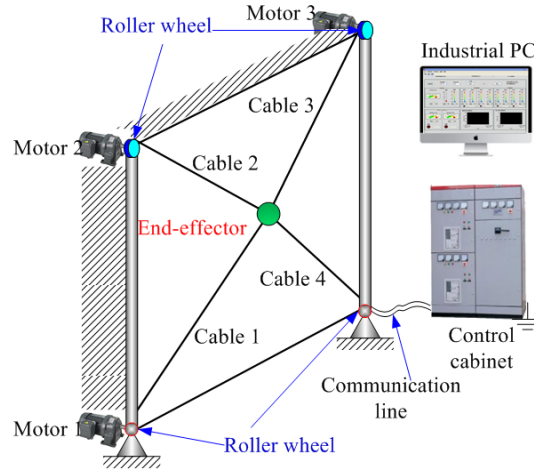 Motor 3
Roller wheel
Industrial PC
Cable 3
Motor 2
Cable 2
End-effector
Cable 4
Cable 1
Control
cabinet
Communication
line
Motor 1
Roller wheel